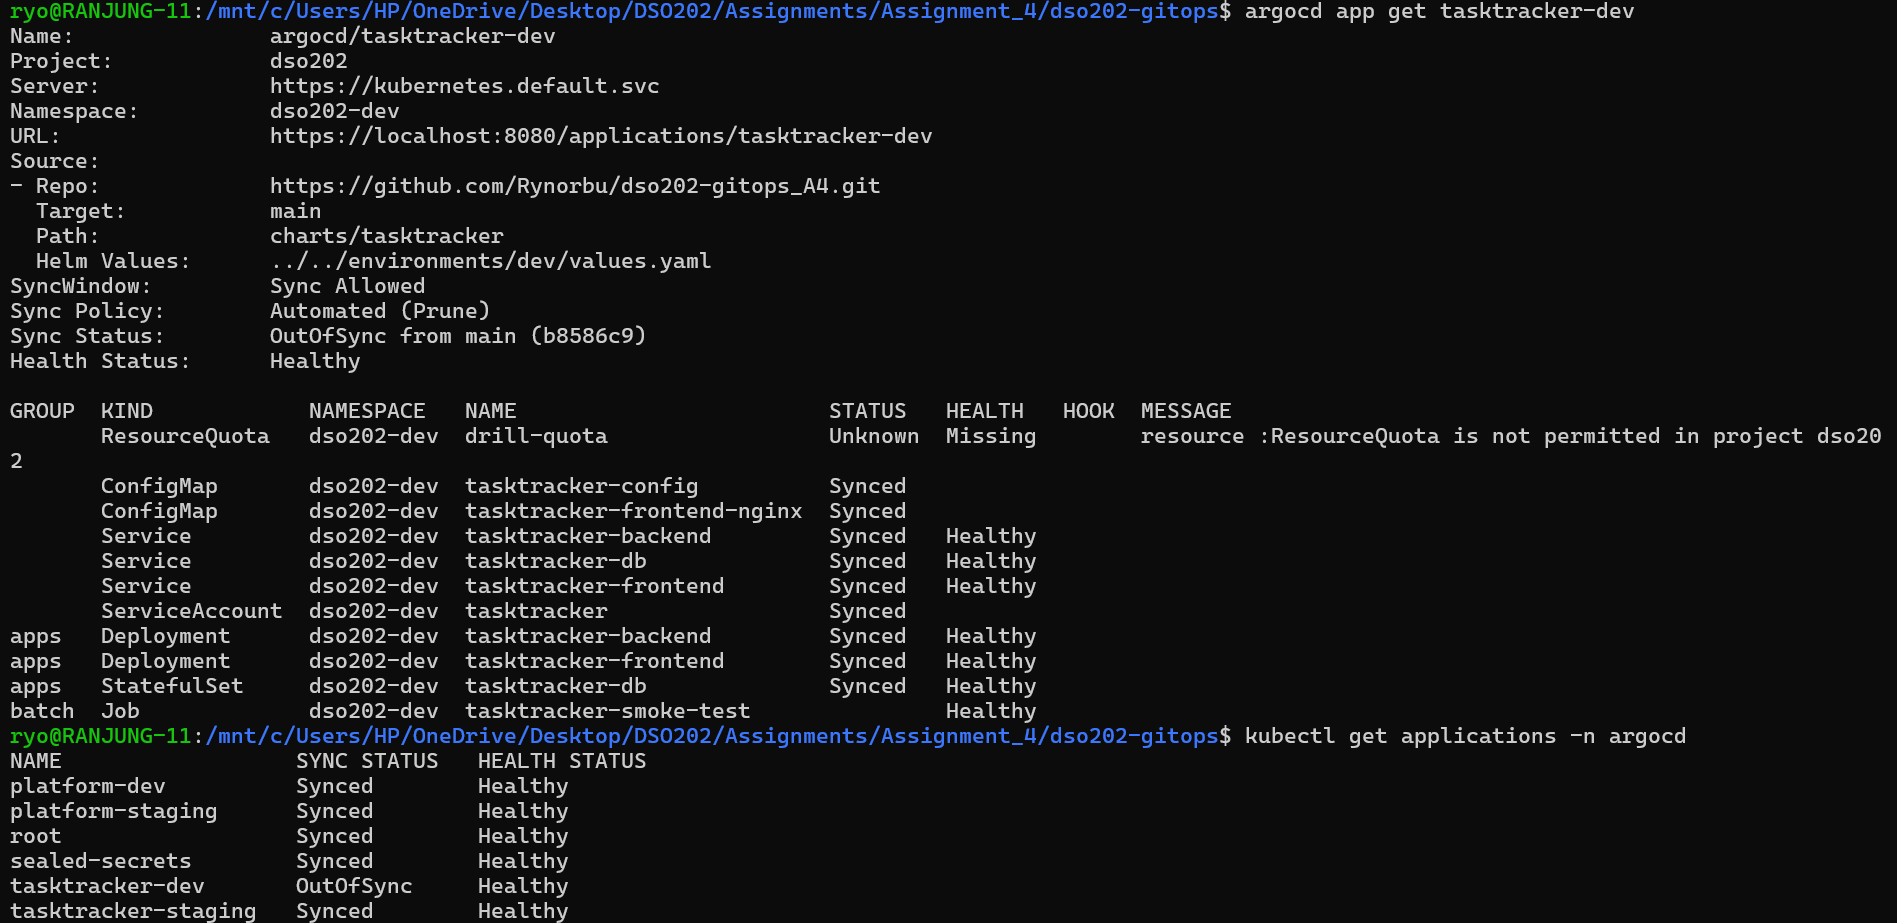 ryo@RANJUNG-11:/mnt/c/Users/HP/OneDrive/Desktop/DSO202/Assignments/Assignment_4/dso202-gitops$ argocd app get tasktracker-dev
Name:               argocd/tasktracker-dev
Project:            dso202
Server:             https://kubernetes.default.svc
Namespace:          dso202-dev
URL:                https://localhost:8080/applications/tasktracker-dev
Source:
- Repo:             https://github.com/Rynorbu/dso202-gitops_A4.git
  Target:           main
  Path:             charts/tasktracker
  Helm Values:      ../../environments/dev/values.yaml
SyncWindow:         Sync Allowed
Sync Policy:        Automated (Prune)
Sync Status:        OutOfSync from main (b8586c9)
Health Status:      Healthy

GROUP  KIND            NAMESPACE   NAME                        STATUS   HEALTH   HOOK  MESSAGE
       ResourceQuota   dso202-dev  drill-quota                 Unknown  Missing        resource :ResourceQuota is not permitted in project dso20
2
       ConfigMap       dso202-dev  tasktracker-config          Synced
       ConfigMap       dso202-dev  tasktracker-frontend-nginx  Synced
       Service         dso202-dev  tasktracker-backend         Synced   Healthy
       Service         dso202-dev  tasktracker-db              Synced   Healthy
       Service         dso202-dev  tasktracker-frontend        Synced   Healthy
       ServiceAccount  dso202-dev  tasktracker                 Synced
apps   Deployment      dso202-dev  tasktracker-backend         Synced   Healthy
apps   Deployment      dso202-dev  tasktracker-frontend        Synced   Healthy
apps   StatefulSet     dso202-dev  tasktracker-db              Synced   Healthy
batch  Job             dso202-dev  tasktracker-smoke-test               Healthy
ryo@RANJUNG-11:/mnt/c/Users/HP/OneDrive/Desktop/DSO202/Assignments/Assignment_4/dso202-gitops$ kubectl get applications -n argocd
NAME                  SYNC STATUS   HEALTH STATUS
platform-dev          Synced        Healthy
platform-staging      Synced        Healthy
root                  Synced        Healthy
sealed-secrets        Synced        Healthy
tasktracker-dev       OutOfSync     Healthy
tasktracker-staging   Synced        Healthy